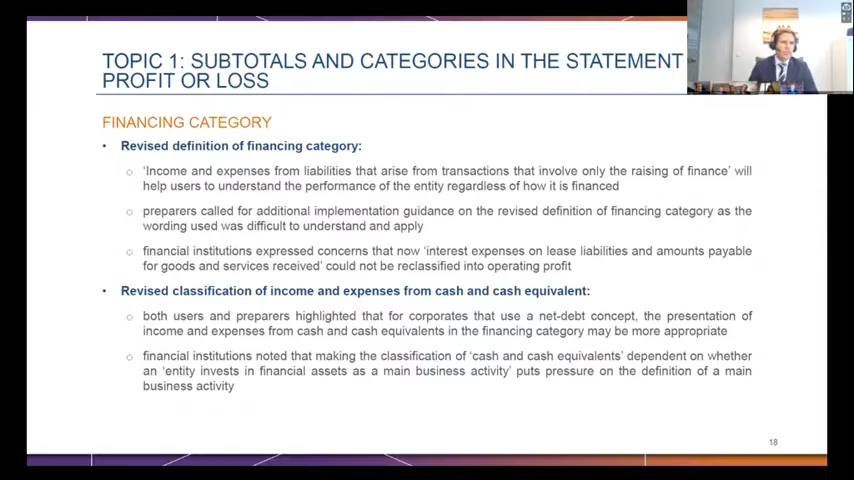 TOPIC 1: SUBTOTALS AND CATEGORIES IN THE STATEMENT
PROFIT OR LOSS
FINANCING CATEGORY
• Revised definition of financing category:
○ 'Income and expenses from liabilities that arise from transactions that involve only the raising of finance' will
help users to understand the performance of the entity regardless of how it is financed
○ preparers called for additional implementation guidance on the revised definition of financing category as the
wording used was difficult to understand and apply
○ financial institutions expressed concerns that now 'interest expenses on lease liabilities and amounts payable
for goods and services received' could not be reclassified into operating profit
• Revised classification of income and expenses from cash and cash equivalent:
○ both users and preparers highlighted that for corporates that use a net-debt concept, the presentation of
income and expenses from cash and cash equivalents in the financing category may be more appropriate
○ financial institutions noted that making the classification of 'cash and cash equivalents' dependent on whether
an 'entity invests in financial assets as a main business activity' puts pressure on the definition of a main
business activity
18